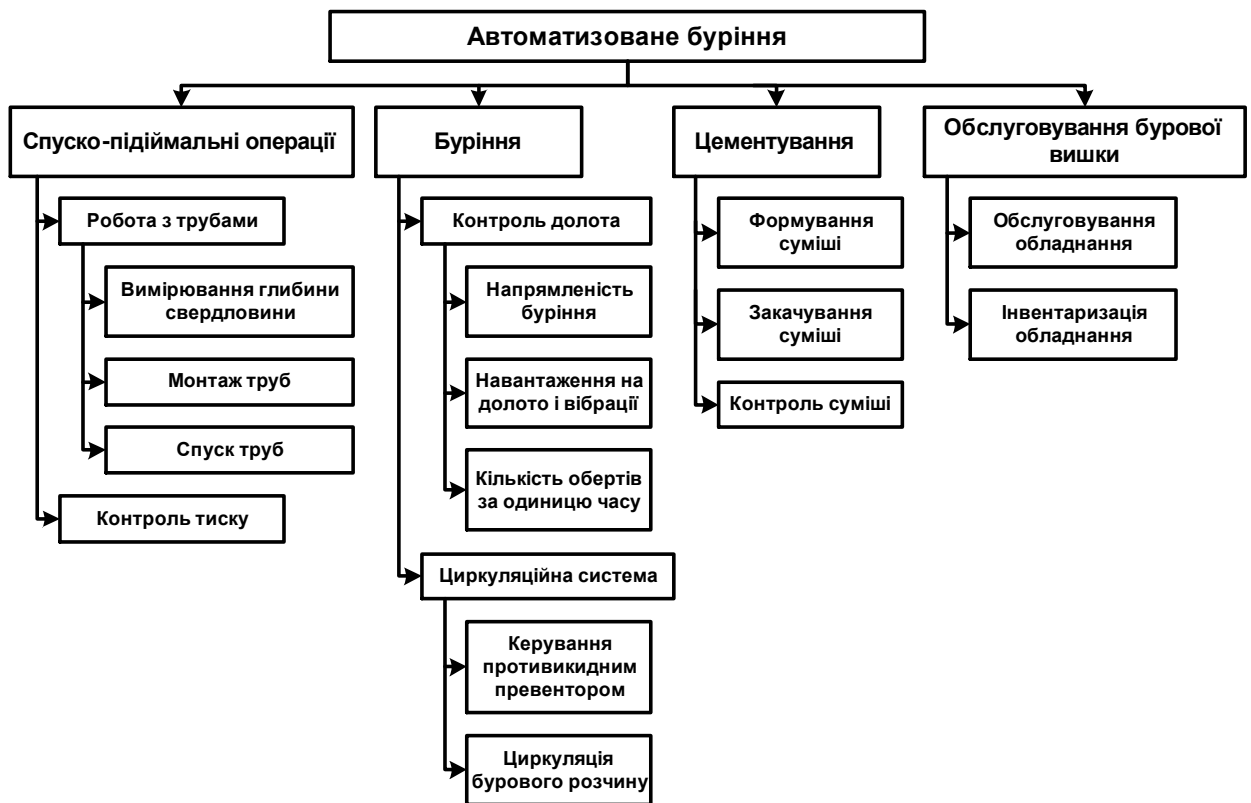 Автоматизоване буріння
Спуско-підіймальні операції
Робота з трубами
Вимірювання глибини
свердловини
Монтаж труб
Спуск труб
Контроль тиску
Буріння
Контроль долота
Напрямленість
буріння
Навантаження на
долото і вібрації
Кількість обертів
за одиницю часу
Циркуляційна система
Керування
противикидним
превентором
Циркуляція
бурового розчину
Цементування
Формування
суміші
Закачування
суміші
Контроль суміші
Обслуговування бурової
вишки
Обслуговування
обладнання
Інвентаризація
обладнання